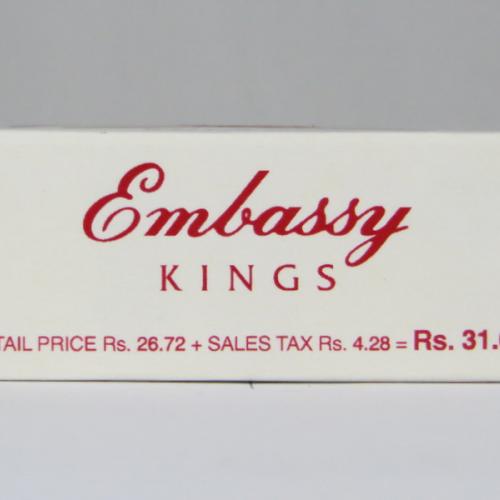 Embassy
KINGS
TAIL PRICE Rs. 26.72 + SALES TAX Rs. 4.28 = Rs. 31.